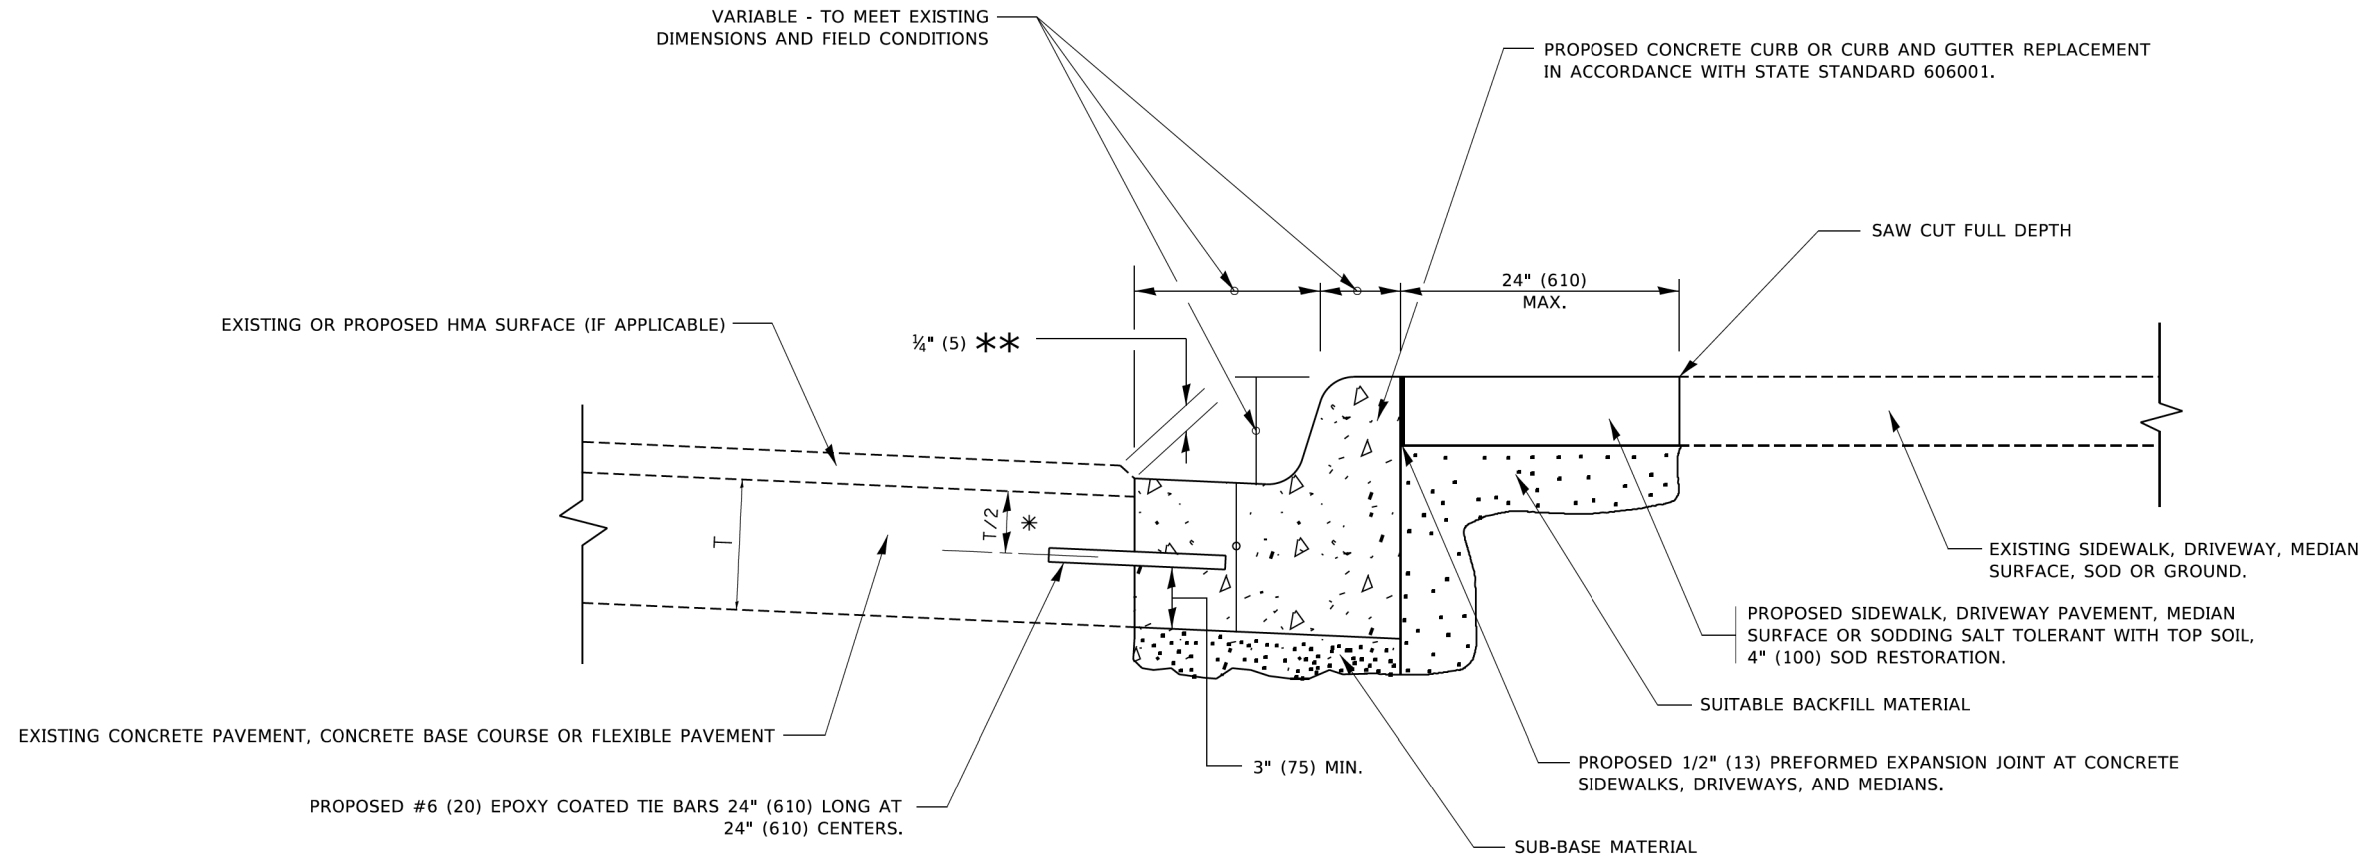 VARIABLE - TO MEET EXISTING
DIMENSIONS AND FIELD CONDITIONS
PROPOSED CONCRETE CURB OR CURB AND GUTTER REPLACEMENT
IN ACCORDANCE WITH STATE STANDARD 606001.
SAW CUT FULL DEPTH
24" (610)
MAX.
EXISTING OR PROPOSED HMA SURFACE (IF APPLICABLE)
¼" (5) **
T
T/2 *
EXISTING SIDEWALK, DRIVEWAY, MEDIAN
SURFACE, SOD OR GROUND.
PROPOSED SIDEWALK, DRIVEWAY PAVEMENT, MEDIAN
SURFACE OR SODDING SALT TOLERANT WITH TOP SOIL,
4" (100) SOD RESTORATION.
SUITABLE BACKFILL MATERIAL
EXISTING CONCRETE PAVEMENT, CONCRETE BASE COURSE OR FLEXIBLE PAVEMENT
3" (75) MIN.
PROPOSED 1/2" (13) PREFORMED EXPANSION JOINT AT CONCRETE
SIDEWALKS, DRIVEWAYS, AND MEDIANS.
PROPOSED #6 (20) EPOXY COATED TIE BARS 24" (610) LONG AT
24" (610) CENTERS.
SUB-BASE MATERIAL